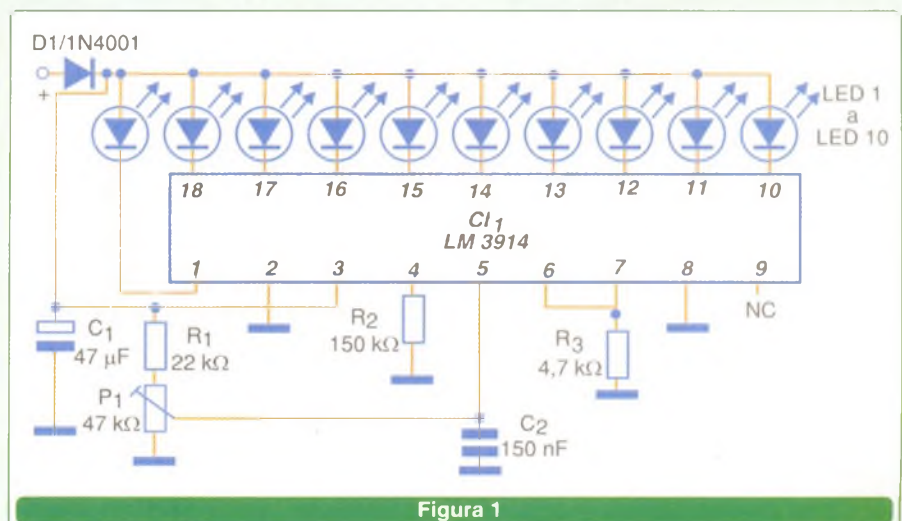 D1/1N4001
+
LED 1
a
LED 10
18 17 16 15 14 13 12 11 10
CI1
LM 3914
1 2 3 4 5 6 7 8 9
NC
C1
47 µF
R1
22 kΩ
P1
47 kΩ
R2
150 kΩ
C2
150 nF
R3
4,7 kΩ
Figura 1